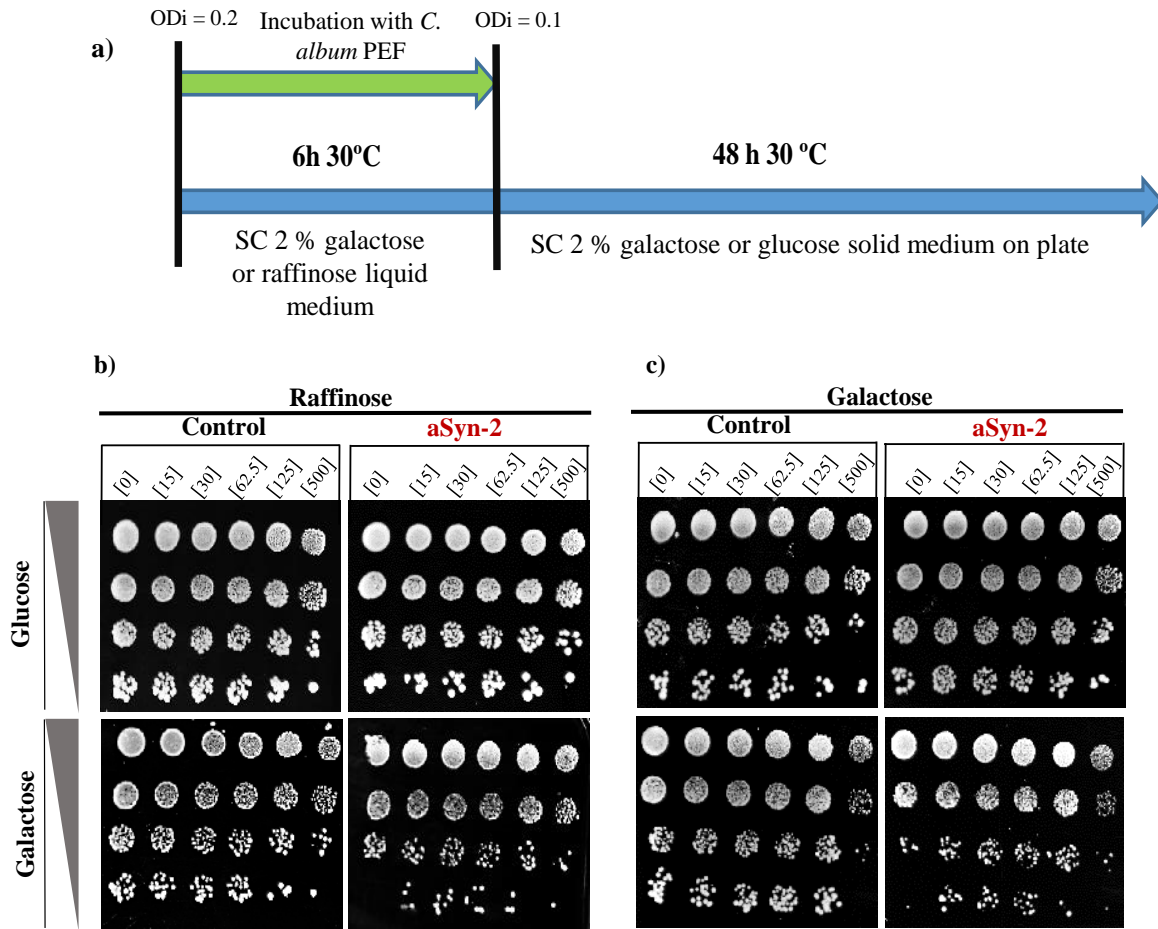 ODi = 0.2
Incubation with C.
album PEF
ODi = 0.1
a)
6h 30ºC
48 h 30 ºC
SC 2 % galactose
or raffinose liquid
medium
SC 2 % galactose or glucose solid medium on plate
b)
Raffinose
Control
aSyn-2
[0]
[15]
[30]
[62.5]
[125]
[500]
[0]
[15]
[30]
[62.5]
[125]
[500]
c)
Galactose
Control
aSyn-2
[0]
[15]
[30]
[62.5]
[125]
[500]
[0]
[15]
[30]
[62.5]
[125]
[500]
Glucose
Galactose